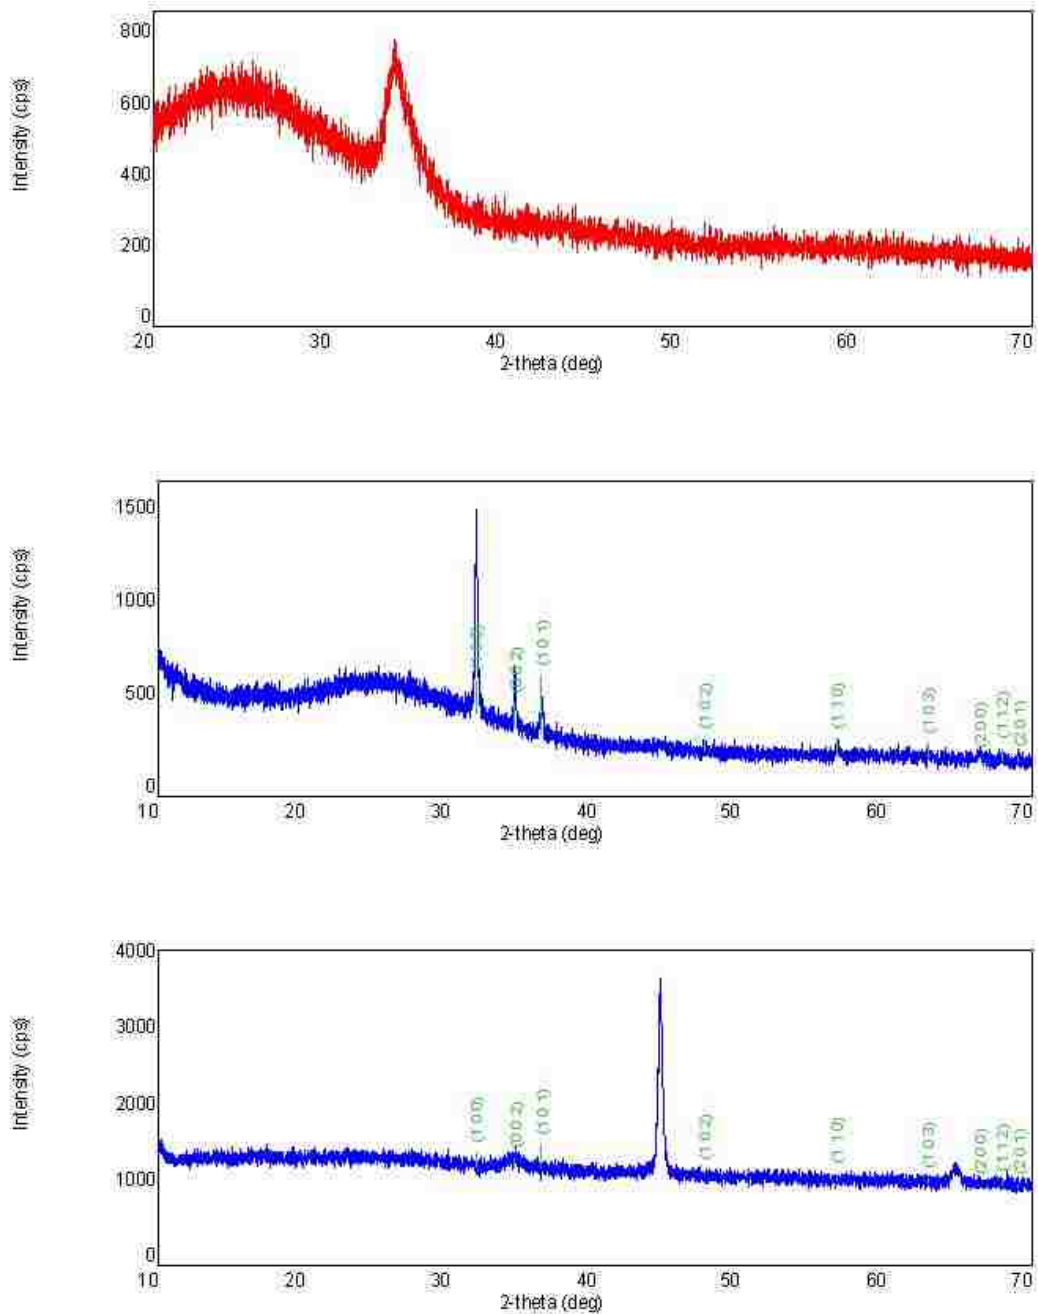 Intensity (cps)
800
600
400
200
0
20 30 40 50 60 70
2-theta (deg)
Intensity (cps)
1500
1000
500
0
(0 0 2)
(1 0 1)
(1 0 2)
(1 1 0)
(1 0 3)
(2 0 0)
(1 1 2)
(2 0 1)
10 20 30 40 50 60 70
2-theta (deg)
Intensity (cps)
4000
3000
2000
1000
0
(1 0 0)
(0 0 2)
(1 0 1)
(1 0 2)
(1 1 0)
(1 0 3)
(2 0 0)
(1 1 2)
(2 0 1)
10 20 30 40 50 60 70
2-theta (deg)